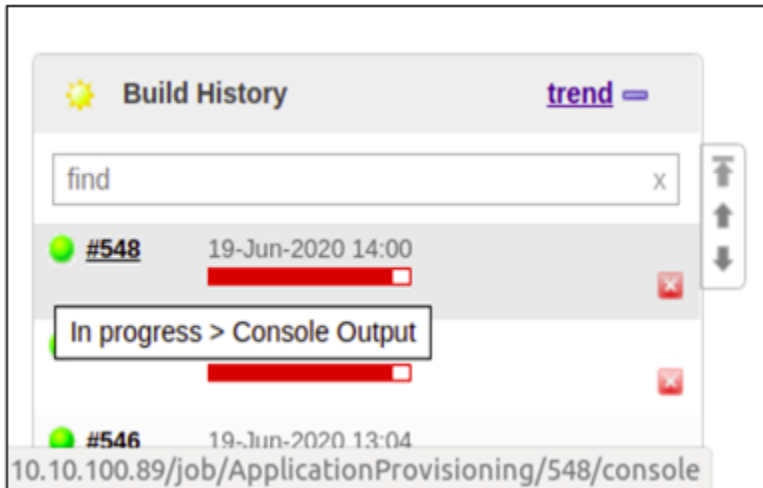 Build History trend
find x
#548 19-Jun-2020 14:00
In progress > Console Output
#546 19-Jun-2020 13:04
10.10.100.89/job/ApplicationProvisioning/548/console